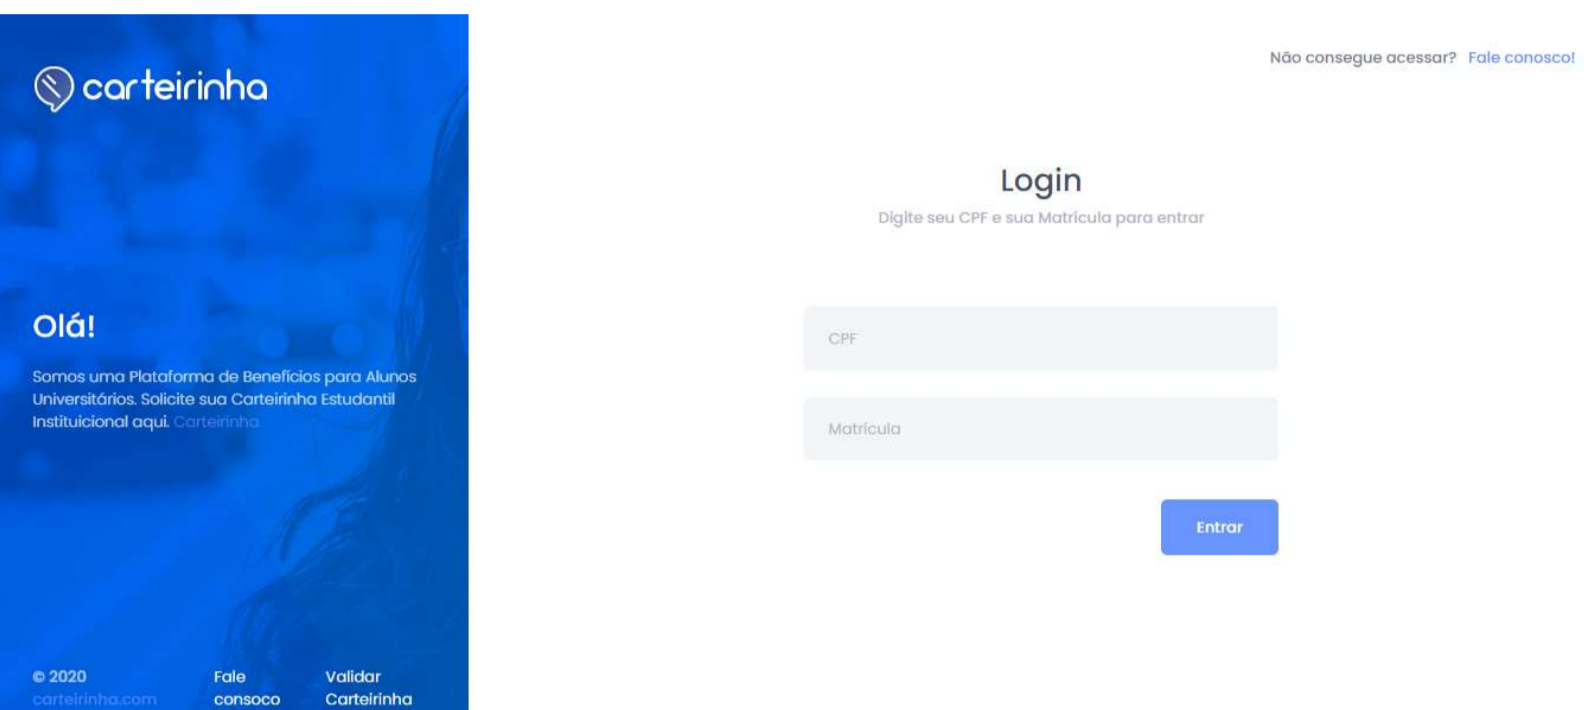 carteirinha
Não consegue acessar? Fale conosco!
Login
Digite seu CPF e sua Matrícula para entrar
CPF
Matrícula
Entrar
Olá!
Somos uma Plataforma de Benefícios para Alunos
Universitários. Solicite sua Carteirinha Estudantil
Instituicional aqui. Carteirinha
© 2020
carteirinha.com
Fale
consoco
Validar
Carteirinha